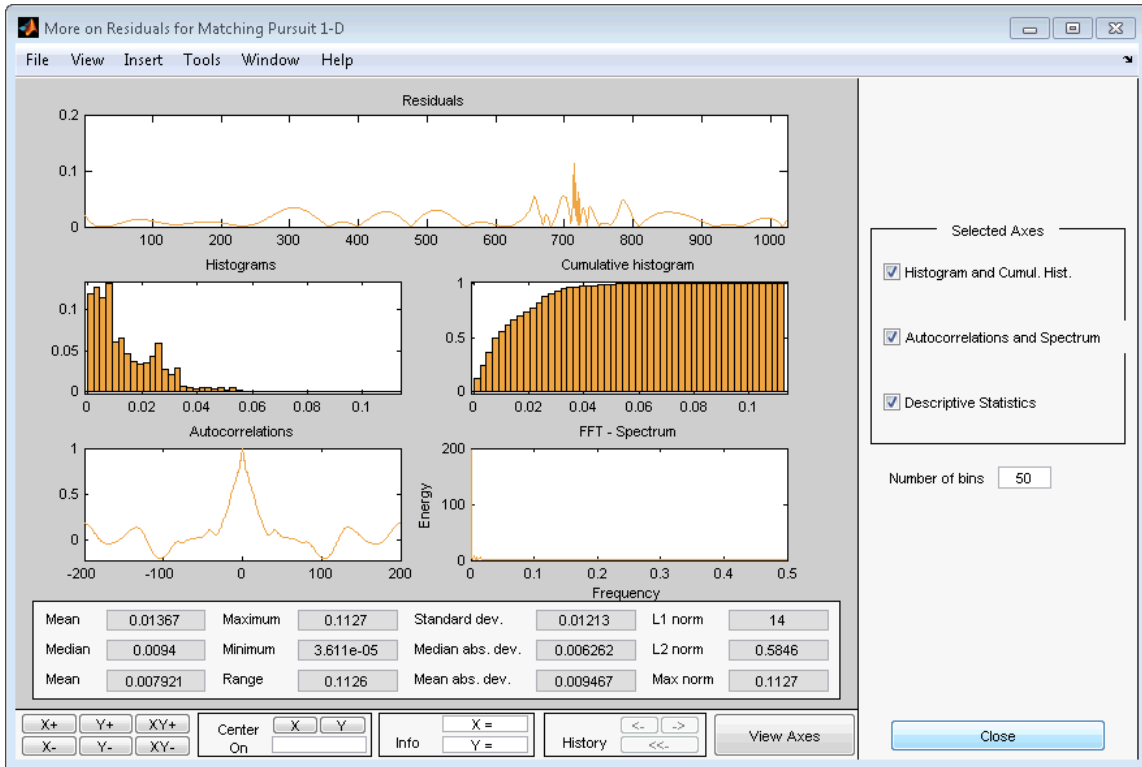 More on Residuals for Matching Pursuit 1-D
File View Insert Tools Window Help
Residuals
0.2
0.1
0
100 200 300 400 500 600 700 800 900 1000
Histograms
0.1
0.05
0
0 0.02 0.04 0.06 0.08 0.1
Cumulative histogram
1
0.5
0
0 0.02 0.04 0.06 0.08 0.1
Autocorrelations
1
0.5
0
-200 -100 0 100 200
FFT - Spectrum
Energy
200
100
0
0 0.1 0.2 0.3 0.4 0.5
Frequency
Mean 0.01367 Maximum 0.1127 Standard dev. 0.01213 L1 norm 14
Median 0.0094 Minimum 3.611e-05 Median abs. dev. 0.006262 L2 norm 0.5846
Mean 0.007921 Range 0.1126 Mean abs. dev. 0.009467 Max norm 0.1127
Selected Axes
Histogram and Cumul. Hist.
Autocorrelations and Spectrum
Descriptive Statistics
Number of bins 50
X+ Y+ XY+
X- Y- XY-
Center On X Y
Info X = Y =
History <- -> <<-
View Axes
Close